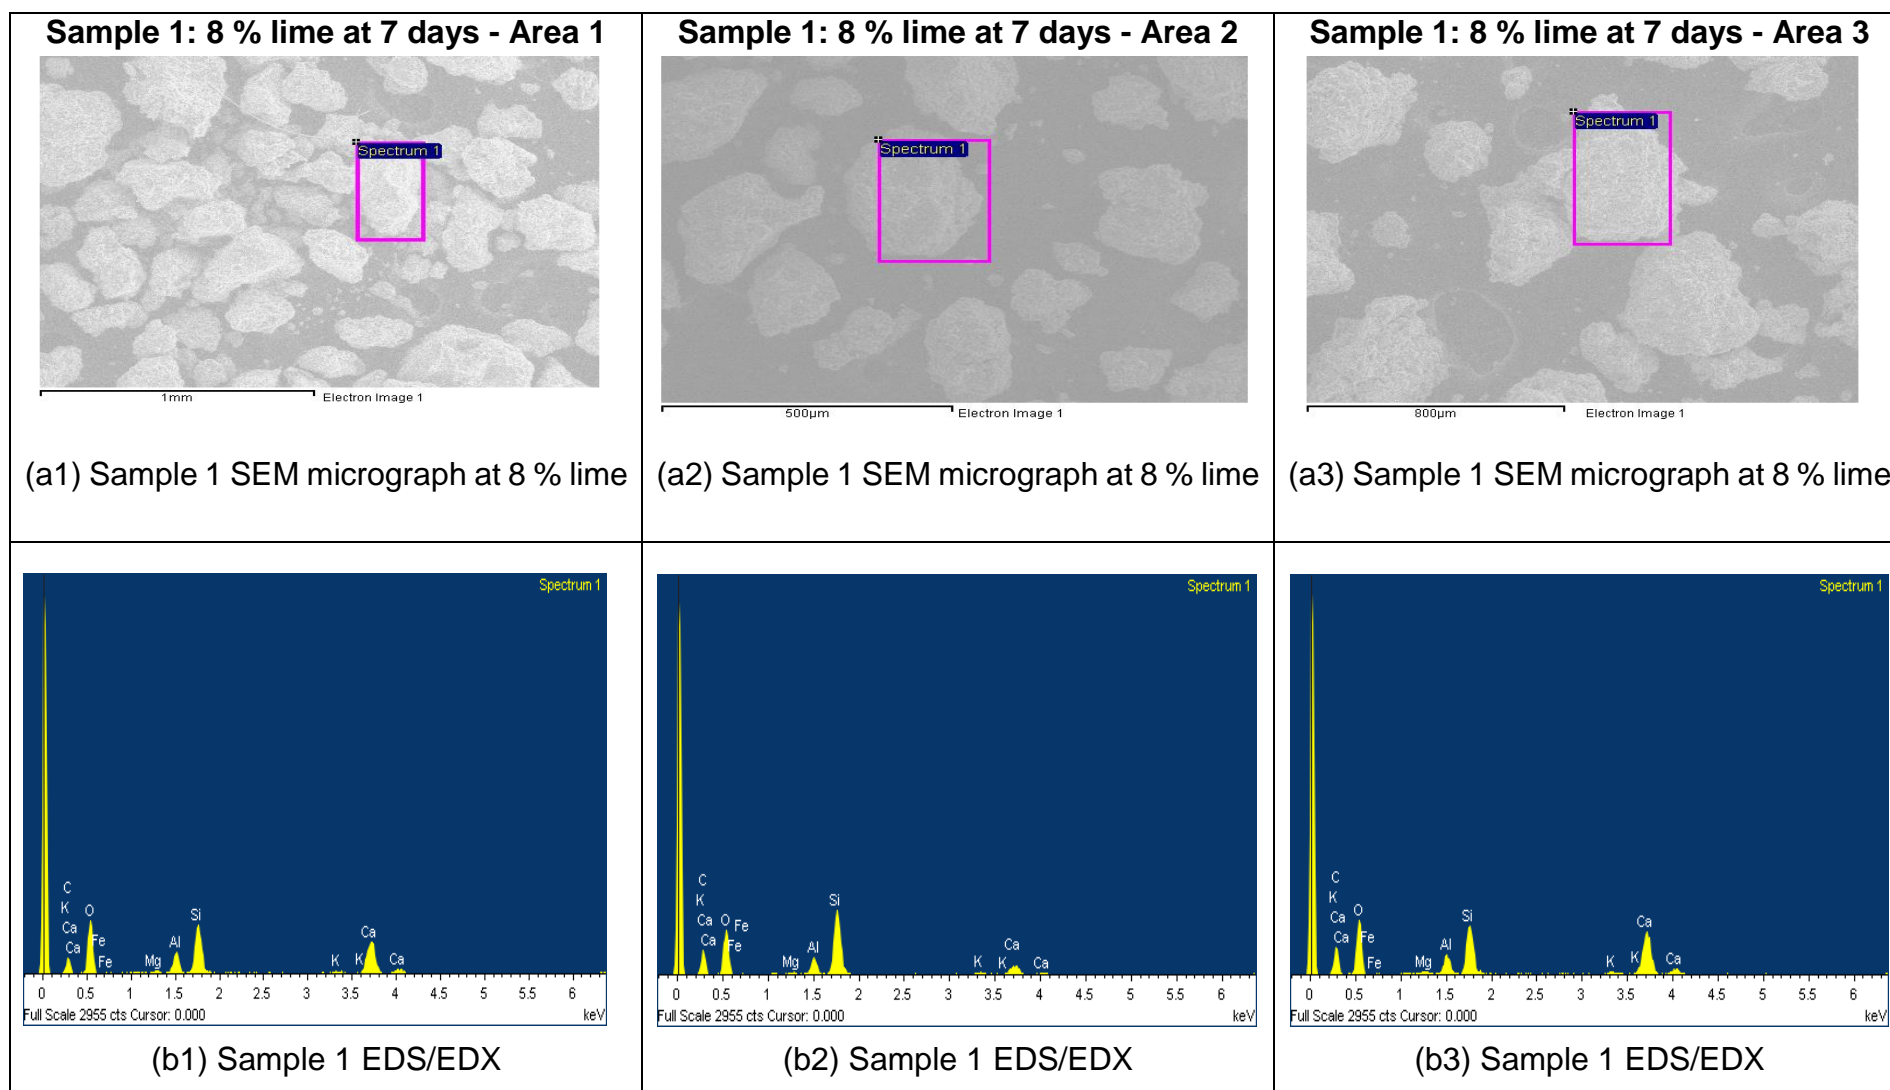 Sample 1: 8 % lime at 7 days - Area 1
Sample 1: 8 % lime at 7 days - Area 2
Sample 1: 8 % lime at 7 days - Area 3
Spectrum 1
Spectrum 1
Spectrum 1
1mm Electron Image 1
500µm Electron Image 1
800µm Electron Image 1
(a1) Sample 1 SEM micrograph at 8 % lime
(a2) Sample 1 SEM micrograph at 8 % lime
(a3) Sample 1 SEM micrograph at 8 % lime
Spectrum 1
C
K
Ca
Ca
O
Fe
Fe
Mg
Al
Si
K
K
Ca
Ca
0 0.5 1 1.5 2 2.5 3 3.5 4 4.5 5 5.5 6
Full Scale 2955 cts Cursor: 0.000 keV
Spectrum 1
C
K
Ca
Ca
O
Fe
Fe
Mg
Al
Si
K
K
Ca
Ca
0 0.5 1 1.5 2 2.5 3 3.5 4 4.5 5 5.5 6
Full Scale 2955 cts Cursor: 0.000 keV
Spectrum 1
C
K
Ca
Ca
O
Fe
Fe
Mg
Al
Si
K
K
Ca
Ca
0 0.5 1 1.5 2 2.5 3 3.5 4 4.5 5 5.5 6
Full Scale 2955 cts Cursor: 0.000 keV
(b1) Sample 1 EDS/EDX
(b2) Sample 1 EDS/EDX
(b3) Sample 1 EDS/EDX